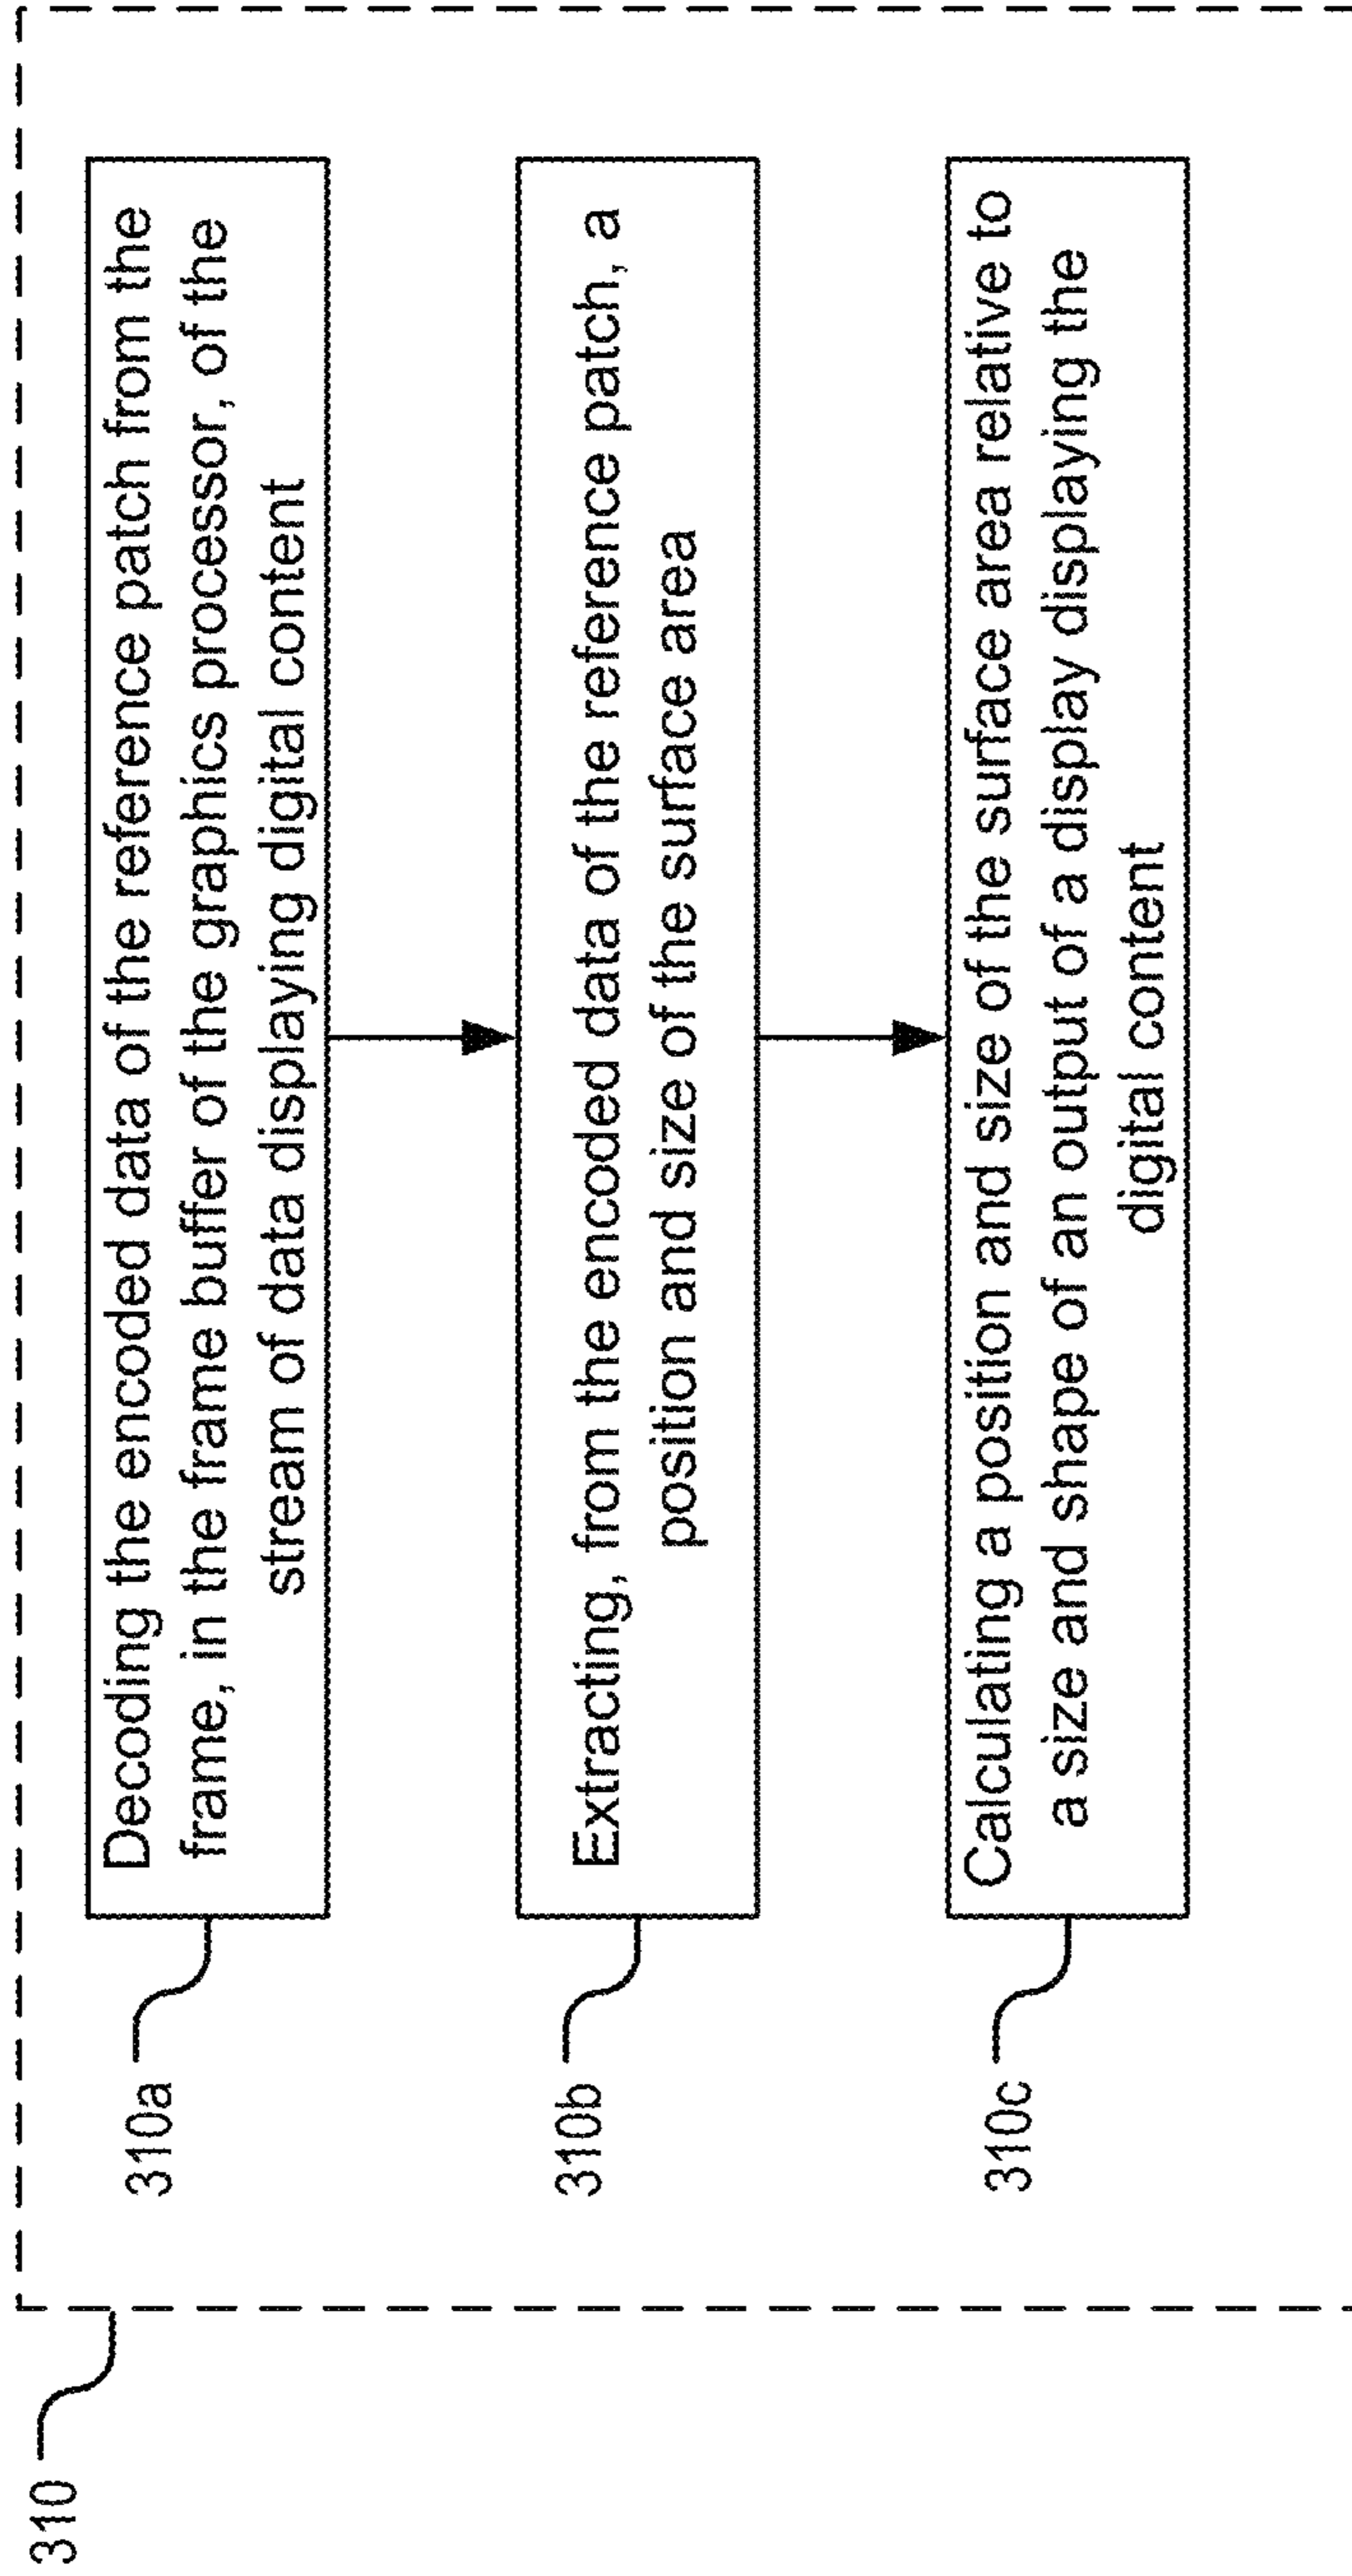 310
310a
Decoding the encoded data of the reference patch from the
frame, in the frame buffer of the graphics processor, of the
stream of data displaying digital content
310b
Extracting, from the encoded data of the reference patch, a
position and size of the surface area
310c
Calculating a position and size of the surface area relative to
a size and shape of an output of a display displaying the
digital content